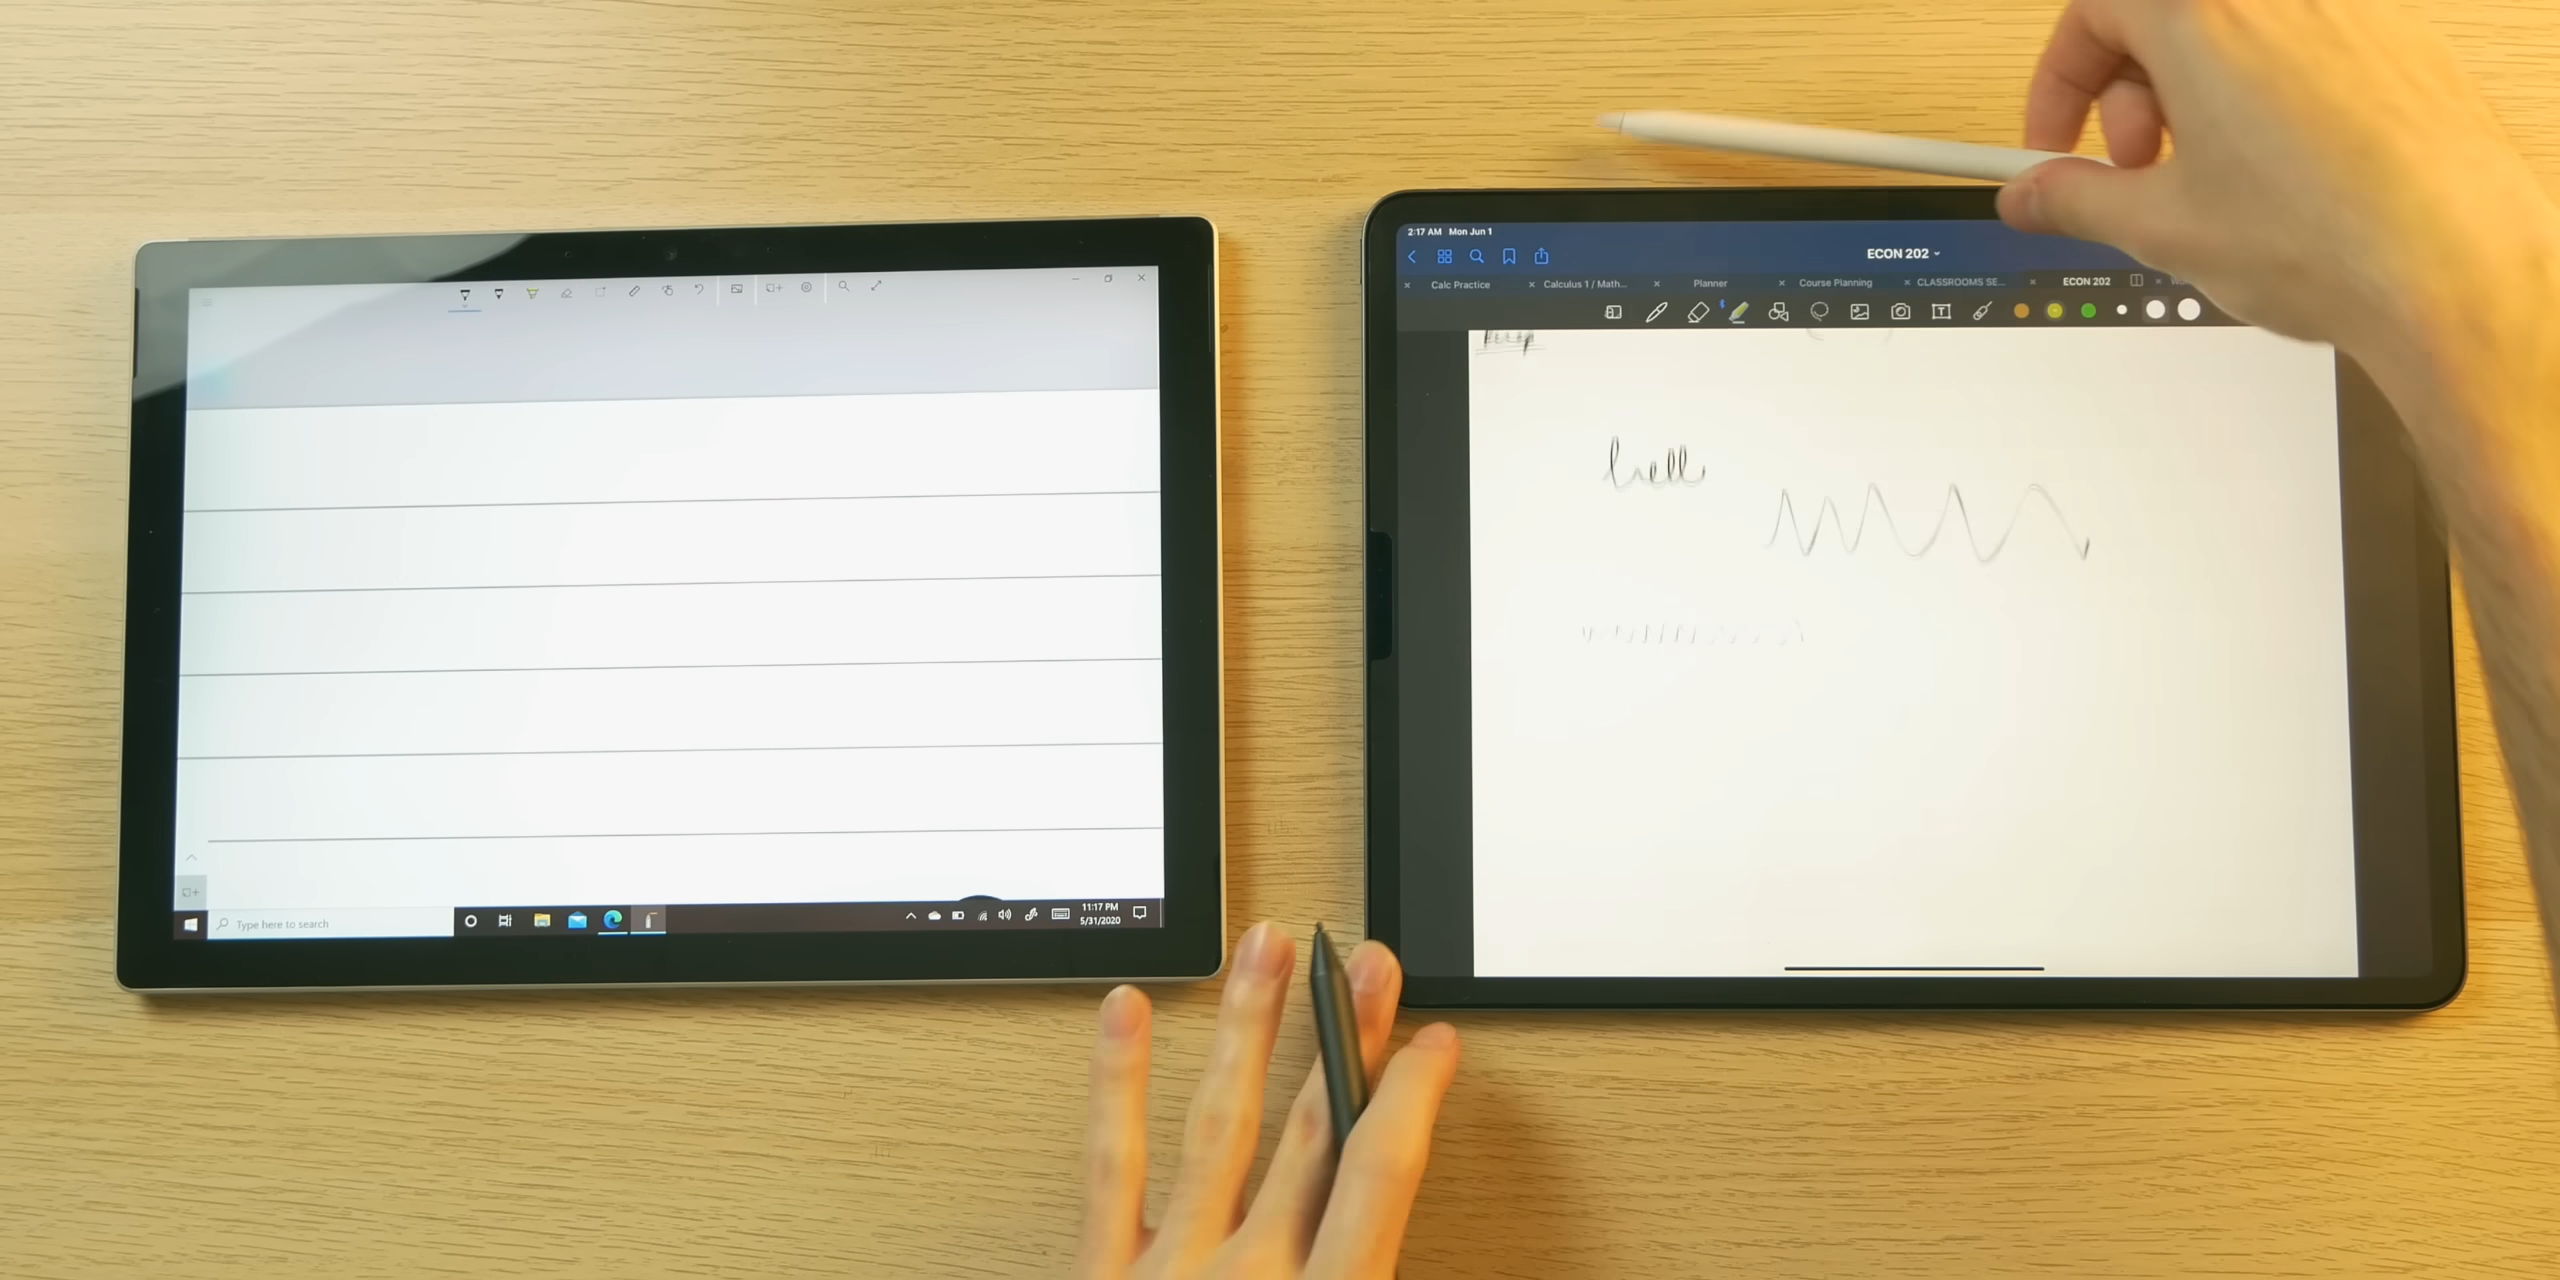 Type here to search
11:17 PM
5/31/2020
2:17 AM Mon Jun 1
ECON 202
Calc Practice
Calculus 1 / Math...
Planner
Course Planning
CLASSROOMS SE...
ECON 202
hell